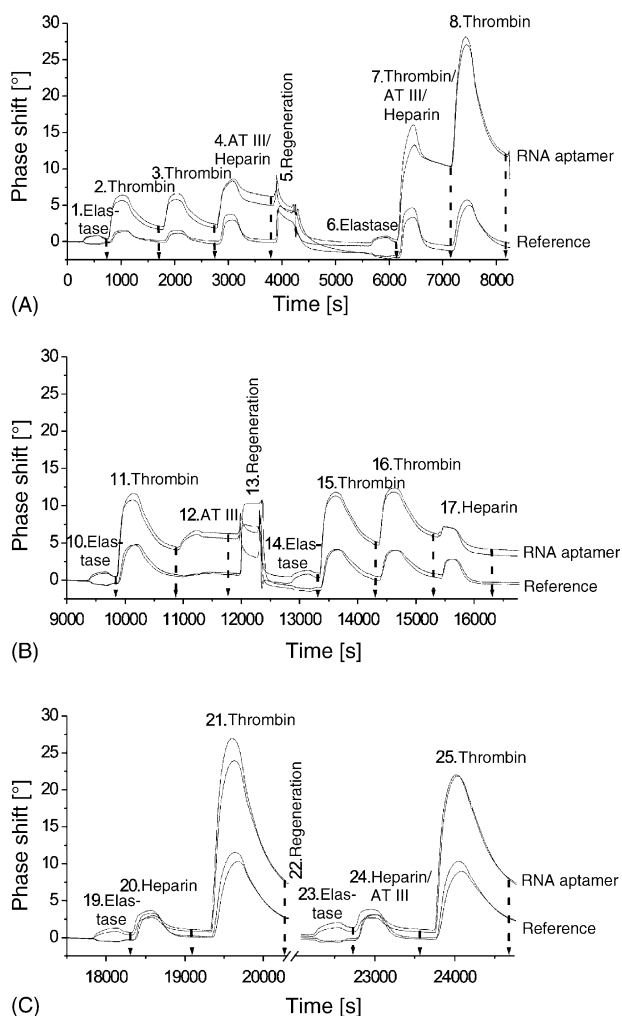 30
8.Thrombin
25
7.Thrombin/
AT III/
Heparin
20
Phase shift [°]
4.AT III/
Heparin
5.Regeneration
15
RNA aptamer
2.Thrombin
3.Thrombin
10
1.Elas-
tase
6.Elastase
5
Reference
0
0 1000 2000 3000 4000 5000 6000 7000 8000
(A)
Time [s]
30
25
Phase shift [°]
13.Regeneration
20
16.Thrombin
11.Thrombin
15.Thrombin
15
12.AT III
17.Heparin
10
10.Elas-
tase
14.Elas-
tase
5
RNA aptamer
0
Reference
9000 10000 11000 12000 13000 14000 15000 16000
(B)
Time [s]
30
21.Thrombin
25
25.Thrombin
Phase shift [°]
22.Regeneration
20
15
20.Heparin
24.Heparin/
AT III
10
19.Elas-
tase
23.Elas-
tase
RNA aptamer
5
Reference
0
18000 19000 20000 23000 24000
(C)
Time [s]